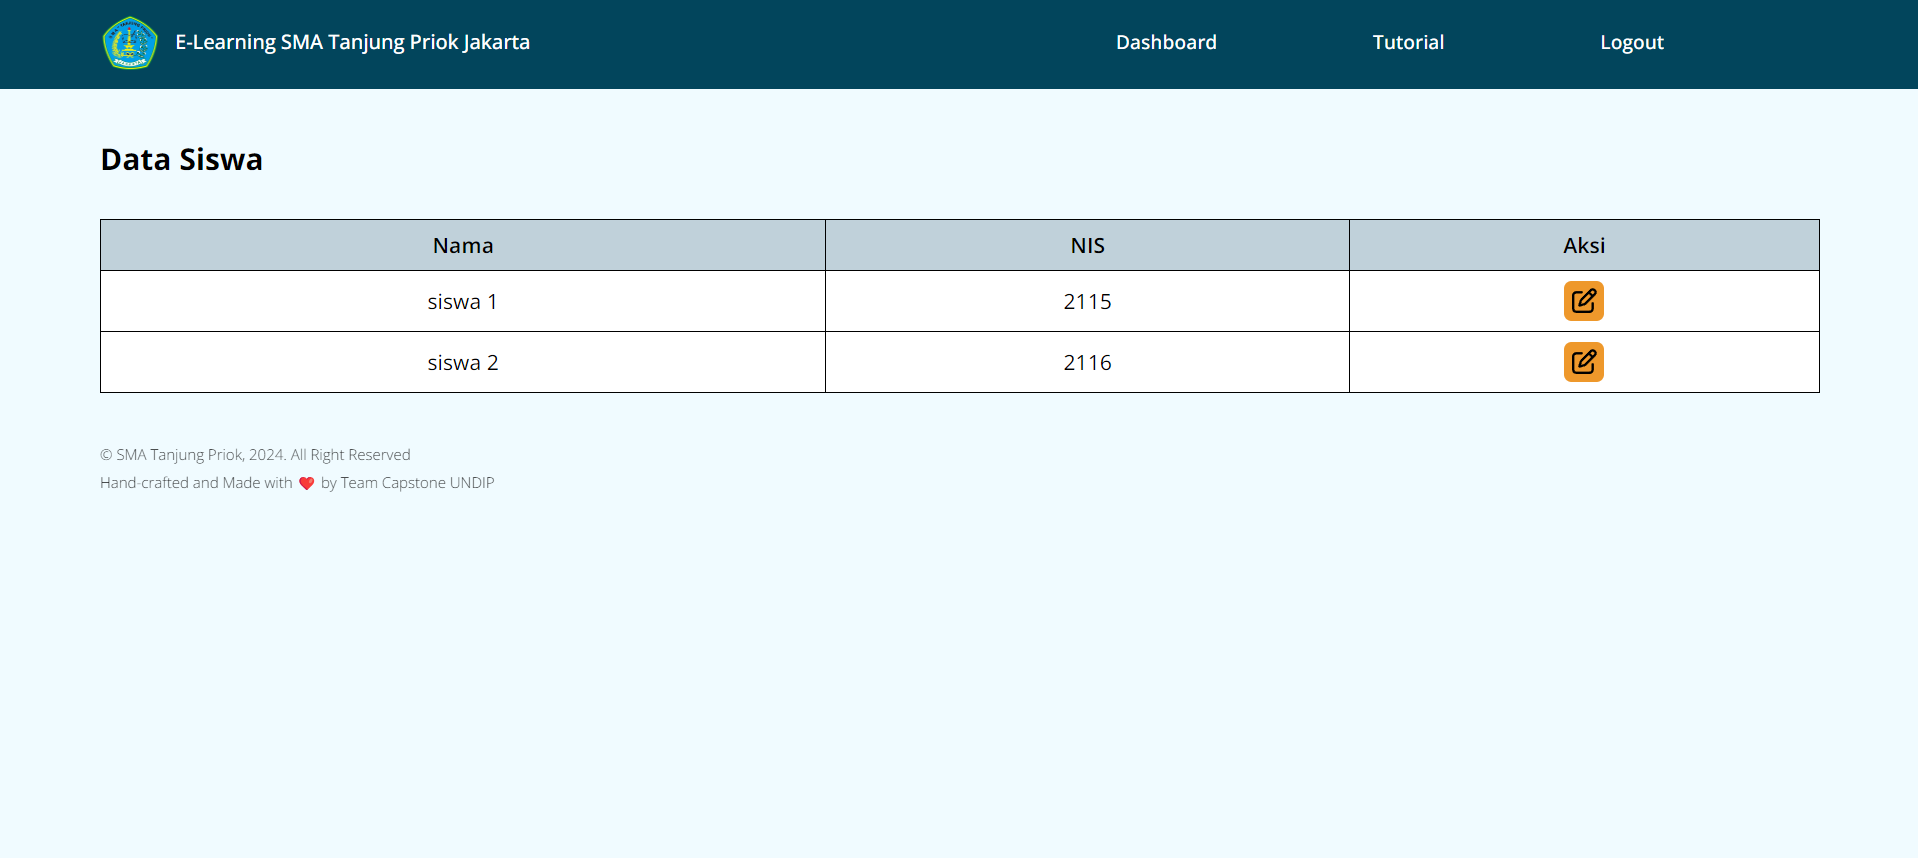 E-Learning SMA Tanjung Priok Jakarta
Dashboard
Tutorial
Logout
Data Siswa
Nama
NIS
Aksi
siswa 1
2115
siswa 2
2116
© SMA Tanjung Priok, 2024. All Right Reserved
Hand-crafted and Made with ❤️ by Team Capstone UNDIP